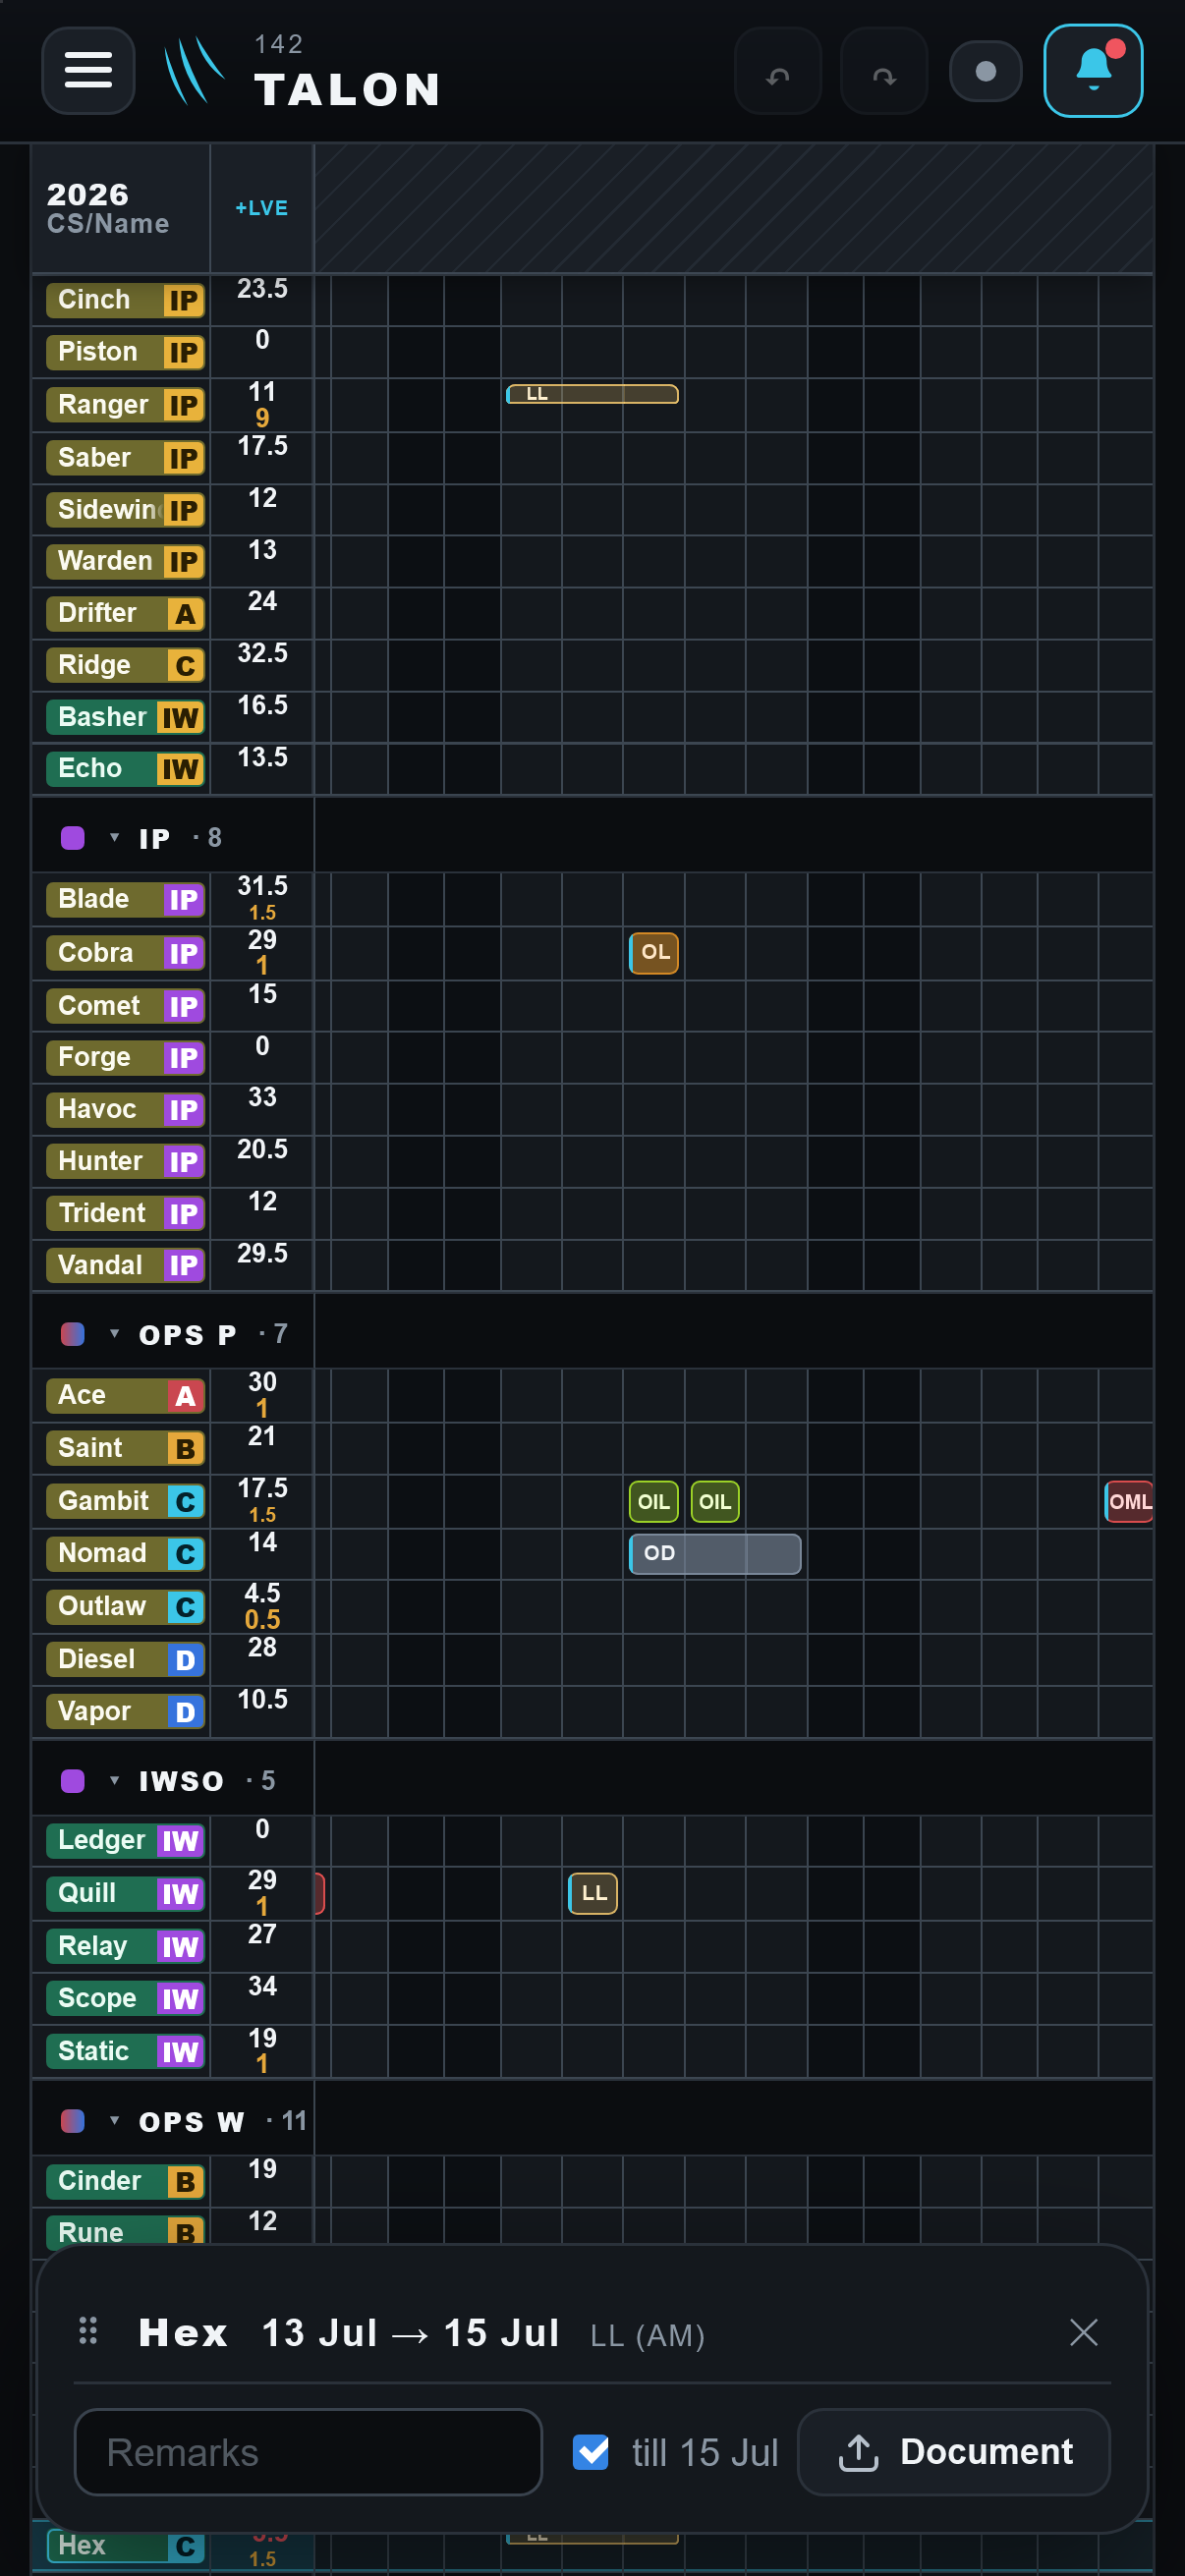 142
TALON
2026
CS/Name
+LVE
Cinch IP 23.5
Piston IP 0
Ranger IP 11 LL
9
Saber IP 17.5
Sidewin IP 12
Warden IP 13
Drifter A 24
Ridge C 32.5
Basher IW 16.5
Echo IW 13.5
IP · 8
Blade IP 31.5
1.5
Cobra IP 29 OL
1
Comet IP 15
Forge IP 0
Havoc IP 33
Hunter IP 20.5
Trident IP 12
Vandal IP 29.5
OPS P · 7
Ace A 30
1
Saint B 21
Gambit C 17.5 OIL OIL OML
1.5
Nomad C 14 OD
Outlaw C 4.5
0.5
Diesel D 28
Vapor D 10.5
IWSO · 5
Ledger IW 0
Quill IW 29 LL
1
Relay IW 27
Scope IW 34
Static IW 19
1
OPS W · 11
Cinder B 19
Rune B 12
Hex 13 Jul → 15 Jul LL (AM)
Remarks till 15 Jul Document
Hex C LL
1.5